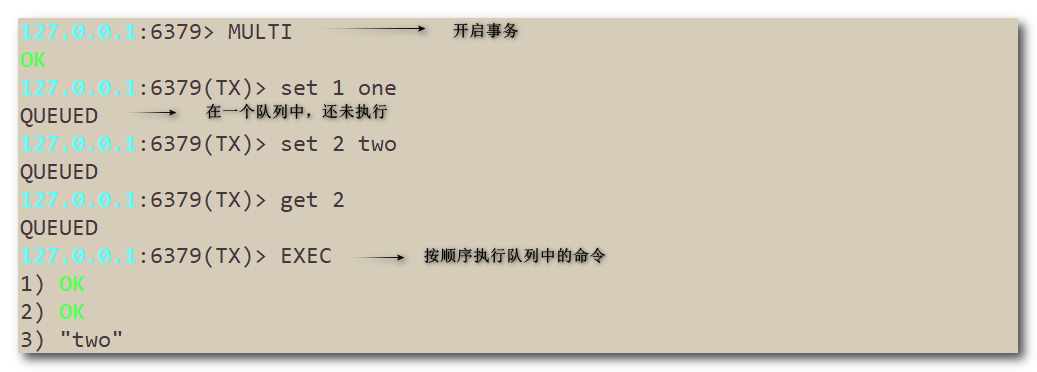 127.0.0.1:6379> MULTI 开启事务
OK
127.0.0.1:6379(TX)> set 1 one
QUEUED 在一个队列中，还未执行
127.0.0.1:6379(TX)> set 2 two
QUEUED
127.0.0.1:6379(TX)> get 2
QUEUED
127.0.0.1:6379(TX)> EXEC 按顺序执行队列中的命令
1) OK
2) OK
3) "two"